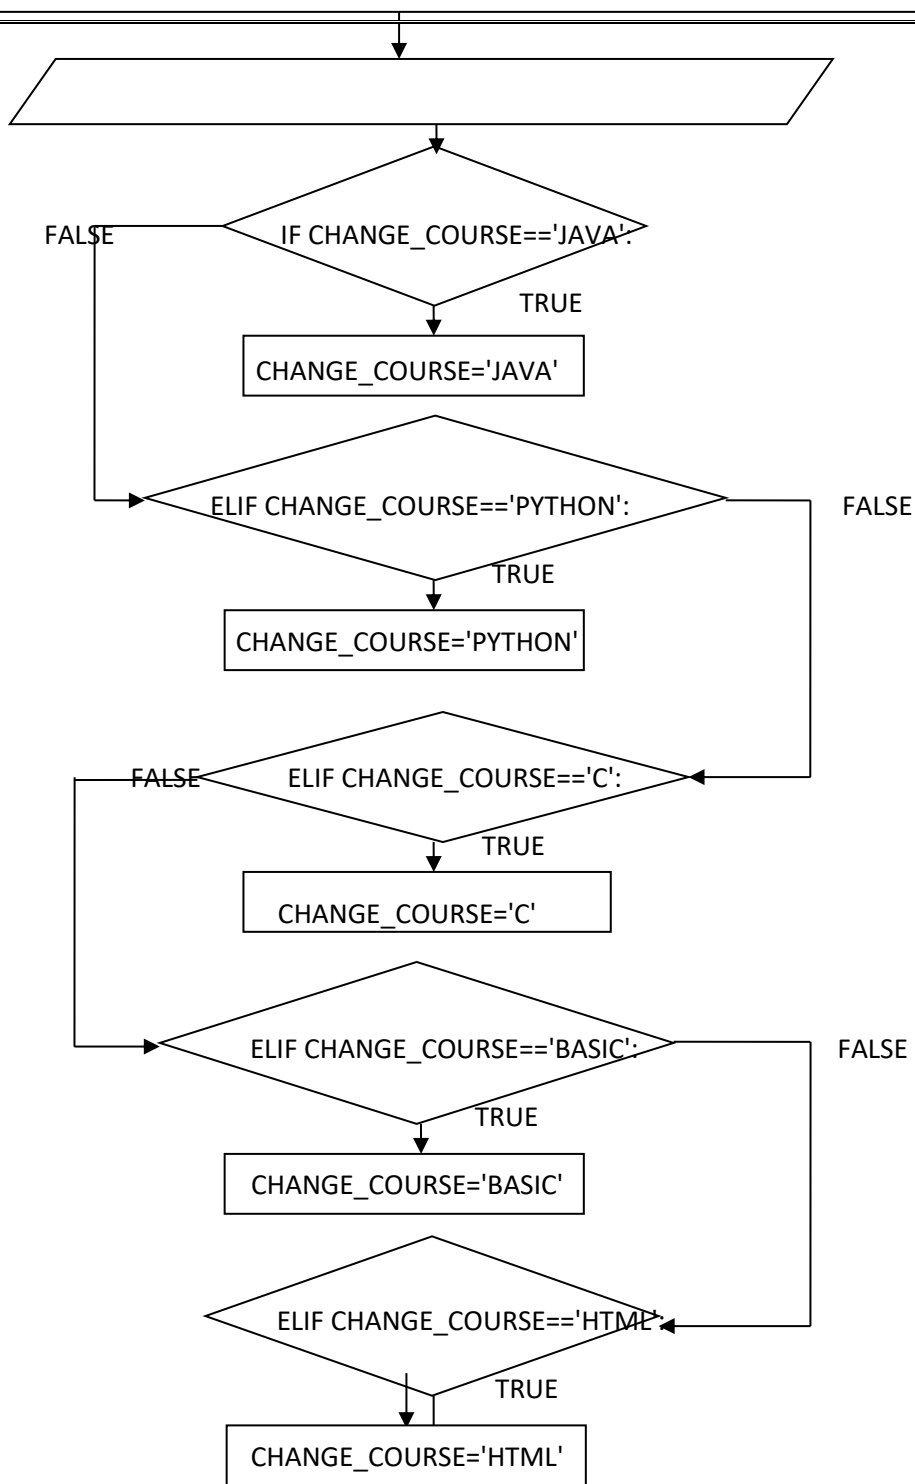 FALSE
IF CHANGE_COURSE=='JAVA':
TRUE
CHANGE_COURSE='JAVA'
ELIF CHANGE_COURSE=='PYTHON':
FALSE
TRUE
CHANGE_COURSE='PYTHON'
FALSE
ELIF CHANGE_COURSE=='C':
TRUE
CHANGE_COURSE='C'
ELIF CHANGE_COURSE=='BASIC':
FALSE
TRUE
CHANGE_COURSE='BASIC'
ELIF CHANGE_COURSE=='HTML':
TRUE
CHANGE_COURSE='HTML'